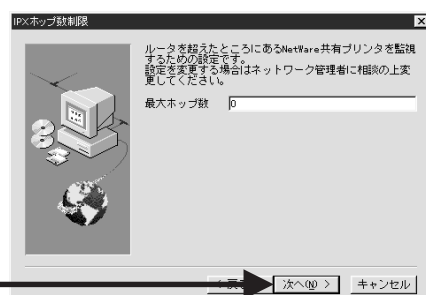 IPXホップ数制限
ルータを超えたところにあるNetWare共有プリンタを監視
するための設定です。
設定を変更する場合はネットワーク管理者に相談の上変
更してください。
最大ホップ数 0
次へ(N) > キャンセル